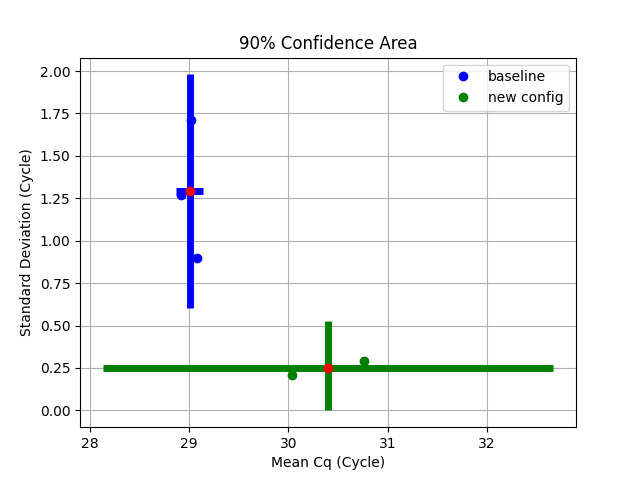 90% Confidence Area
baseline
new config
Standard Deviation (Cycle)
2.00
1.75
1.50
1.25
1.00
0.75
0.50
0.25
0.00
28 29 30 31 32
Mean Cq (Cycle)